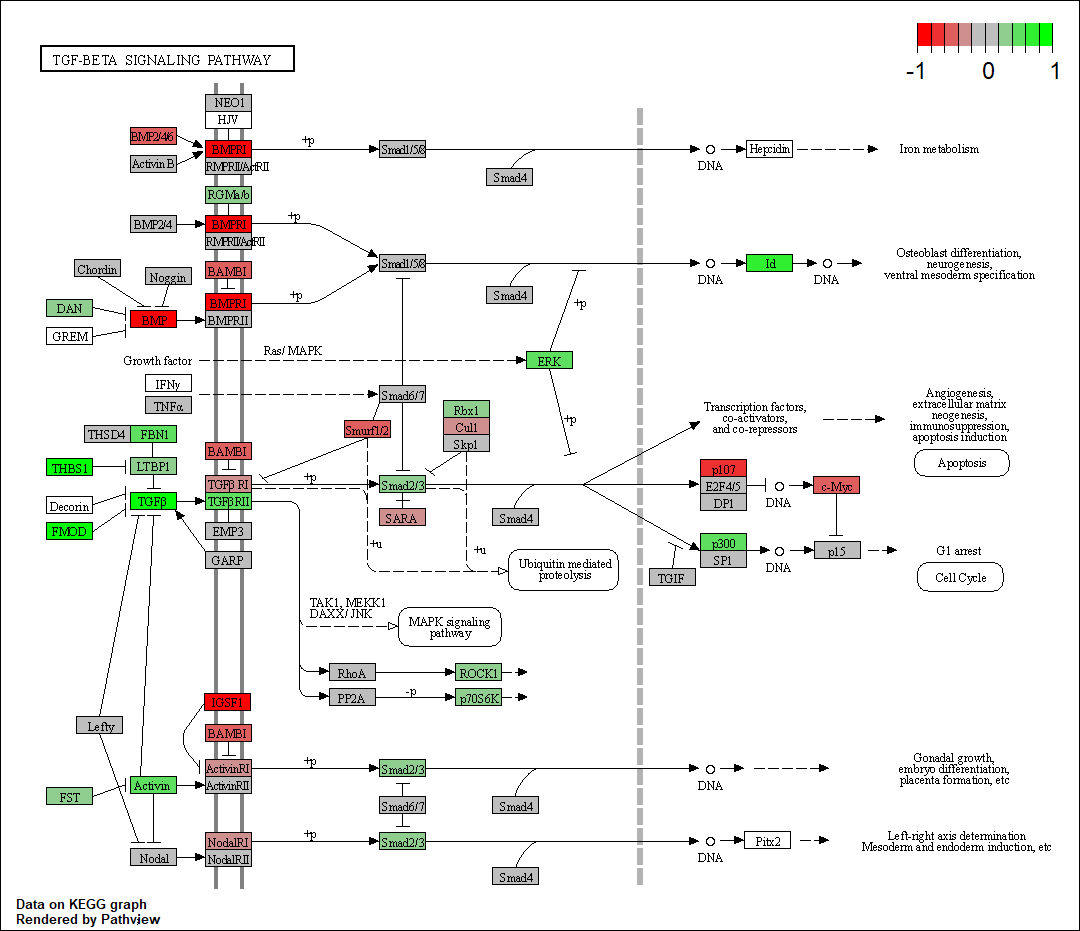 TGF-BETA SIGNALING PATHWAY
-1 0 1
NEO1
HJV
BMP2/4/6
Activin B
BMPRI
RMPRII/ActRII
+p
Smad1/5/8
Smad4
DNA
Hepcidin
Iron metabolism
RGMa/b
BMP2/4
BMPRI
RMPRII/ActRII
+p
Chordin
Noggin
BAMBI
Smad1/5/8
Smad4
DNA
Id
DNA
Osteoblast differentiation,
neurogenesis,
ventral mesoderm specification
DAN
GREM
BMP
BMPRI
BMPRII
+p
+p
Growth factor
Ras/ MAPK
ERK
IFNγ
TNFα
Smad6/7
Rbx1
Cul1
Skp1
Smurf1/2
+p
Transcription factors,
co-activators,
and co-repressors
Angiogenesis,
extracellular matrix
neogenesis,
immunosuppression,
apoptosis induction
Apoptosis
THSD4
FBN1
THBS1
LTBP1
BAMBI
TGFβ RI
TGFβRII
+p
Smad2/3
SARA
Smad4
p107
E2F4/5
DP1
DNA
c-Myc
Decorin
TGFβ
FMOD
EMP3
GARP
+u
+u
Ubiquitin mediated
proteolysis
TGIF
p300
SP1
DNA
p15
G1 arrest
Cell Cycle
TAK1, MEKK1
DAXX/ JNK
MAPK signaling
pathway
RhoA
ROCK1
PP2A
-p
p70S6K
IGSF1
Lefty
BAMBI
FST
Activin
ActivinRI
ActivinRII
+p
Smad2/3
Smad6/7
Smad4
DNA
Gonadal growth,
embryo differentiation,
placenta formation, etc
Nodal
NodalRI
NodalRII
+p
Smad2/3
Smad4
DNA
Pitx2
Left-right axis determination
Mesoderm and endoderm induction, etc
Data on KEGG graph
Rendered by Pathview